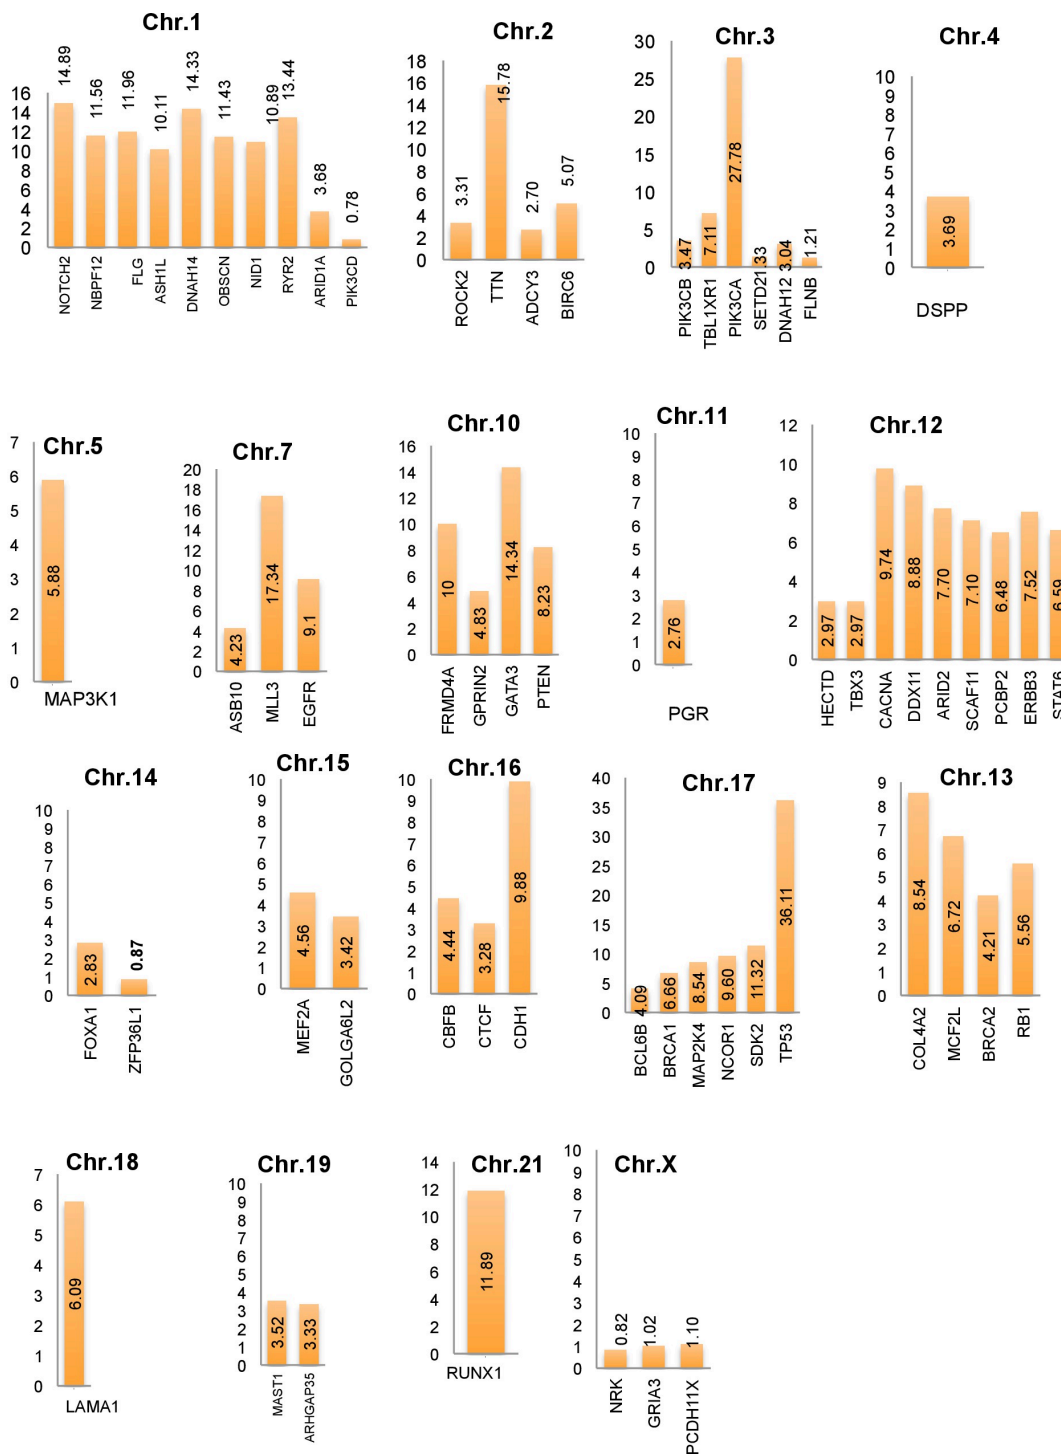 Chr.1
16
14
12
10
8
6
4
2
0
14.89
11.56
11.96
10.11
14.33
11.43
10.89
13.44
3.68
0.78
NOTCH2
NBPF12
FLG
ASH1L
DNAH14
OBSCN
NID1
RYR2
ARID1A
PIK3CD
Chr.2
18
16
14
12
10
8
6
4
2
0
3.31
15.78
2.70
5.07
ROCK2
TTN
ADCY3
BIRC6
Chr.3
30
25
20
15
10
5
0
3.47
7.11
27.78
1.33
3.04
1.21
PIK3CB
TBL1XR1
PIK3CA
SETD2
DNAH12
FLNB
Chr.4
10
9
8
7
6
5
4
3
2
1
0
3.69
DSPP
Chr.5
7
6
5
4
3
2
1
0
5.88
MAP3K1
Chr.7
20
18
16
14
12
10
8
6
4
2
0
4.23
17.34
9.1
ASB10
MLL3
EGFR
Chr.10
16
14
12
10
8
6
4
2
0
10
4.83
14.34
8.23
FRMD4A
GPRIN2
GATA3
PTEN
Chr.11
10
9
8
7
6
5
4
3
2
1
0
2.76
PGR
Chr.12
12
10
8
6
4
2
0
2.97
2.97
9.74
8.88
7.70
7.10
6.48
7.52
6.59
HECTD
TBX3
CACNA
DDX11
ARID2
SCAF11
PCBP2
ERBB3
STAT6
Chr.14
10
9
8
7
6
5
4
3
2
1
0
2.83
0.87
FOXA1
ZFP36L1
Chr.15
10
9
8
7
6
5
4
3
2
1
0
4.56
3.42
MEF2A
GOLGA6L2
Chr.16
10
9
8
7
6
5
4
3
2
1
0
4.44
3.28
9.88
CBFB
CTCF
CDH1
Chr.17
40
35
30
25
20
15
10
5
0
4.09
6.66
8.54
9.60
11.32
36.11
BCL6B
BRCA1
MAP2K4
NCOR1
SDK2
TP53
Chr.13
9
8
7
6
5
4
3
2
1
0
8.54
6.72
4.21
5.56
COL4A2
MCF2L
BRCA2
RB1
Chr.18
7
6
5
4
3
2
1
0
6.09
LAMA1
Chr.19
10
9
8
7
6
5
4
3
2
1
0
3.52
3.33
MAST1
ARHGAP35
Chr.21
14
12
10
8
6
4
2
0
11.89
RUNX1
Chr.X
10
9
8
7
6
5
4
3
2
1
0
0.82
1.02
1.10
NRK
GRIA3
PCDH11X